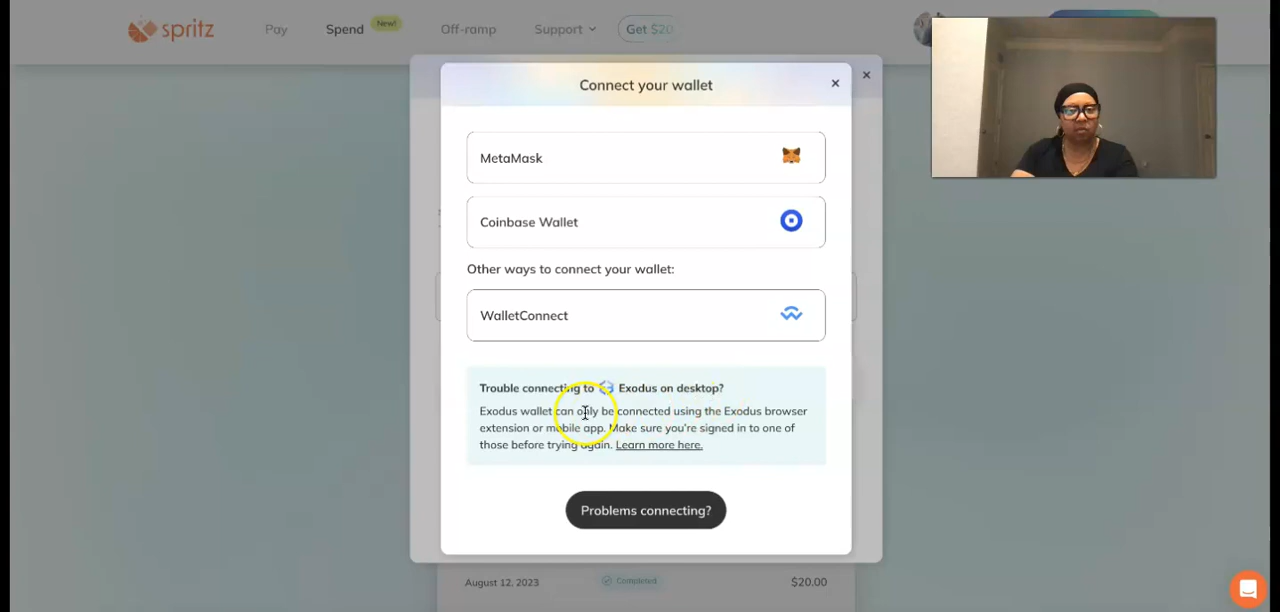 spritz
Pay
Spend
New!
Off-ramp
Support
Get $20
Connect your wallet
MetaMask
Coinbase Wallet
Other ways to connect your wallet:
WalletConnect
Trouble connecting to Exodus on desktop?
Exodus wallet can only be connected using the Exodus browser
extension or mobile app. Make sure you're signed in to one of
those before trying again. Learn more here.
Problems connecting?
August 12, 2023
Completed
$20.00